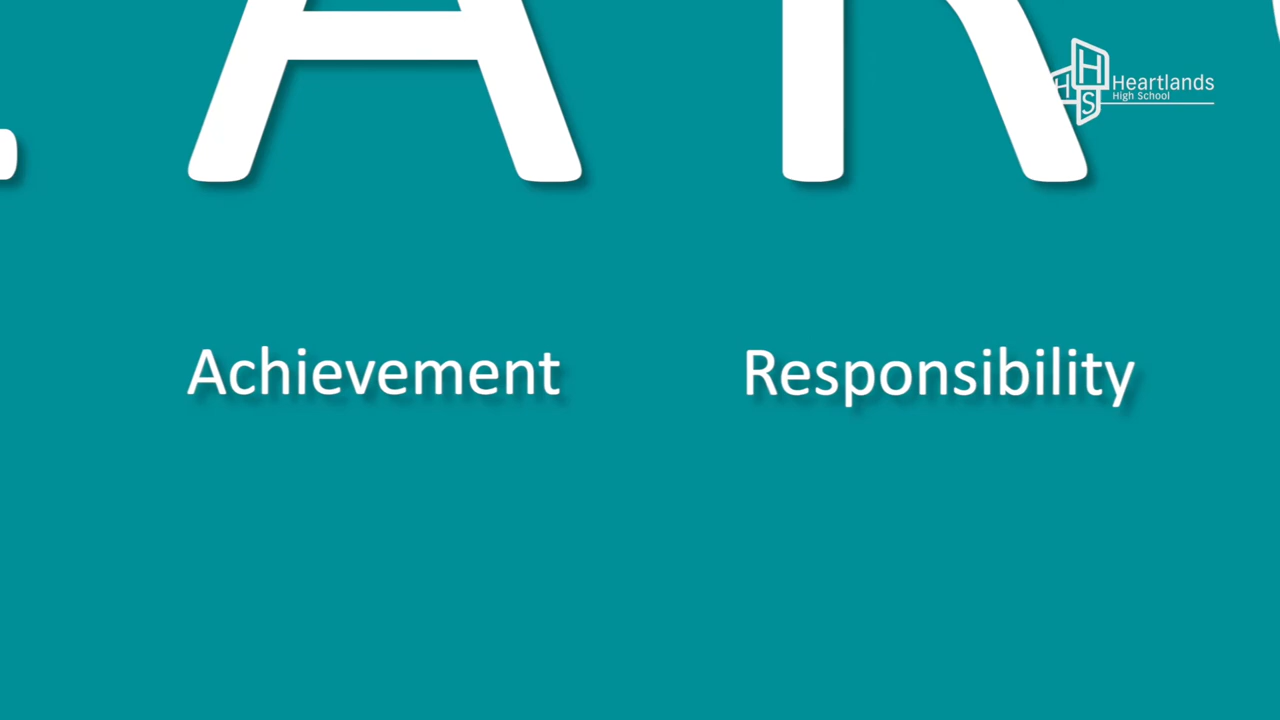 A R
H H S
Heartlands
High School
Achievement Responsibility